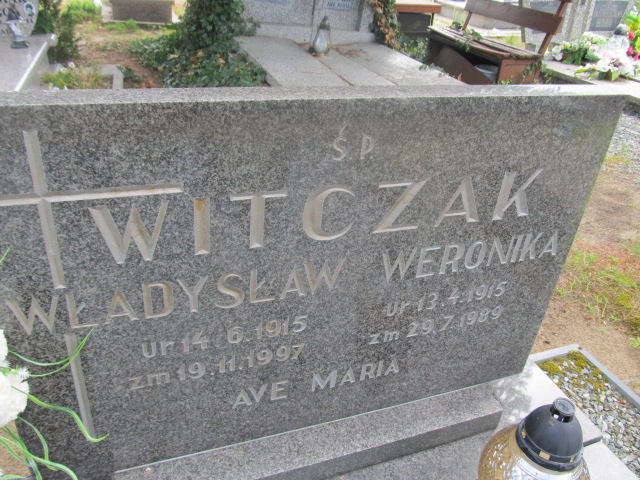 ŚP
WITCZAK
WŁADYSŁAW WERONIKA
ur 14.6.1915 ur 13.4.1915
zm 19.11.1997 zm 29.7.1989
AVE MARIA